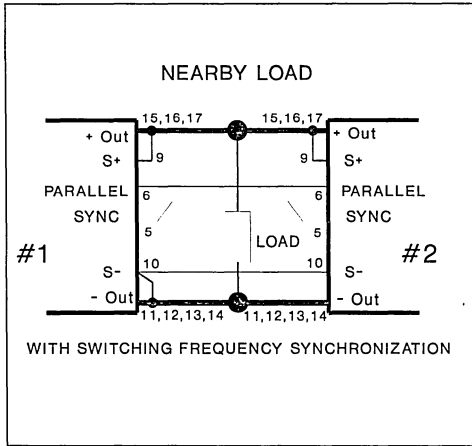 NEARBY LOAD
15,16,17 15,16,17
+ Out + Out
S+ 9 9 S+
PARALLEL 6 6 PARALLEL
SYNC SYNC
5 5
#1 LOAD #2
S- 10 10 S-
- Out - Out
11,12,13,14 11,12,13,14
WITH SWITCHING FREQUENCY SYNCHRONIZATION